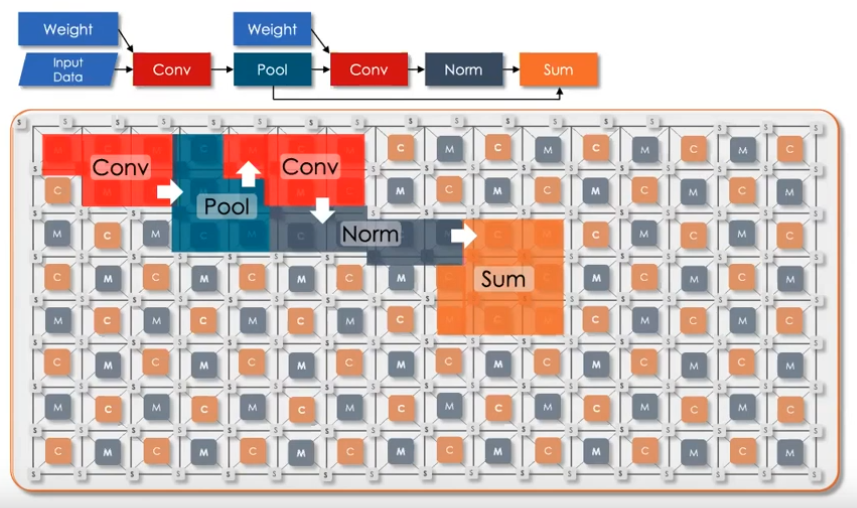 Weight Weight
Input
Data
Conv Pool Conv Norm Sum
C M C M C M C M C
Conv Conv
C M C M C M C M C M
Pool
M C M Norm C M C M C
C M C M C M C M Sum M C M C M
M C M C M C M C C M C M C
C M C M C M C M C M C M C M C M
M C M C M C M C M C M C M C M C
C M C M C M C M C M C M C M C M